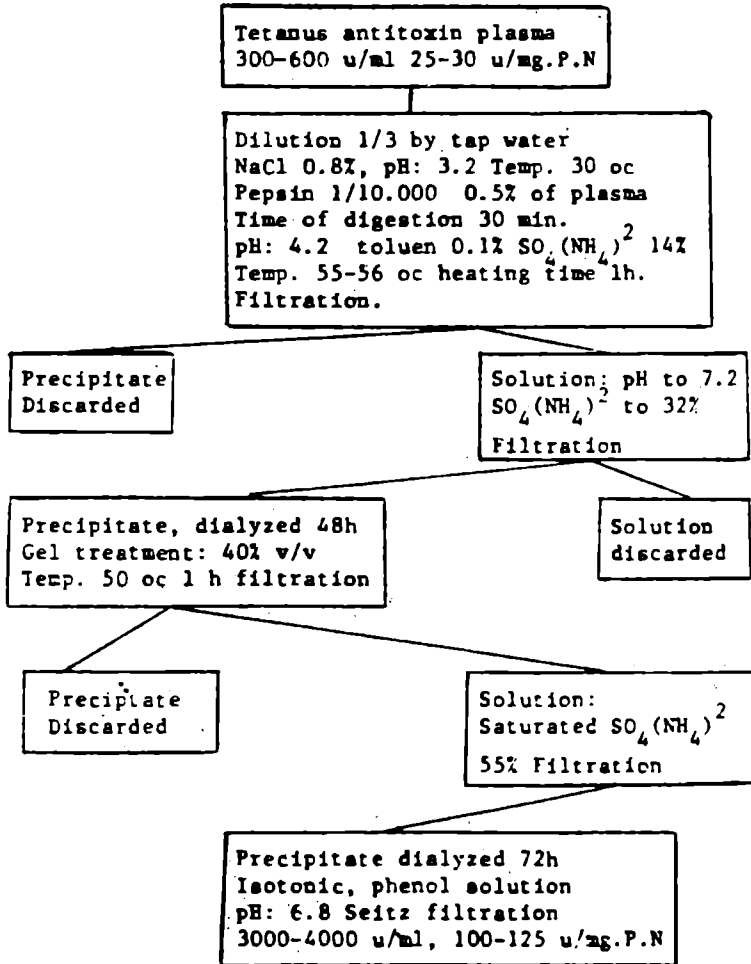 Tetanus antitoxin plasma
300-600 u/ml 25-30 u/mg.P.N
Dilution 1/3 by tap water
NaCl 0.8%, pH: 3.2 Temp. 30 oc
Pepsin 1/10.000 0.5% of plasma
Time of digestion 30 min.
pH: 4.2 toluen 0.1% SO₄(NH₄)² 14%
Temp. 55-56 oc heating time 1h.
Filtration.
Precipitate
Discarded
Solution: pH to 7.2
SO₄(NH₄)² to 32%
Filtration
Precipitate, dialyzed 48h
Gel treatment: 40% v/v
Temp. 50 oc 1 h filtration
Solution
discarded
Precipitate
Discarded
Solution:
Saturated SO₄(NH₄)²
55% Filtration
Precipitate dialyzed 72h
Isotonic, phenol solution
pH: 6.8 Seitz filtration
3000-4000 u/ml, 100-125 u/mg.P.N